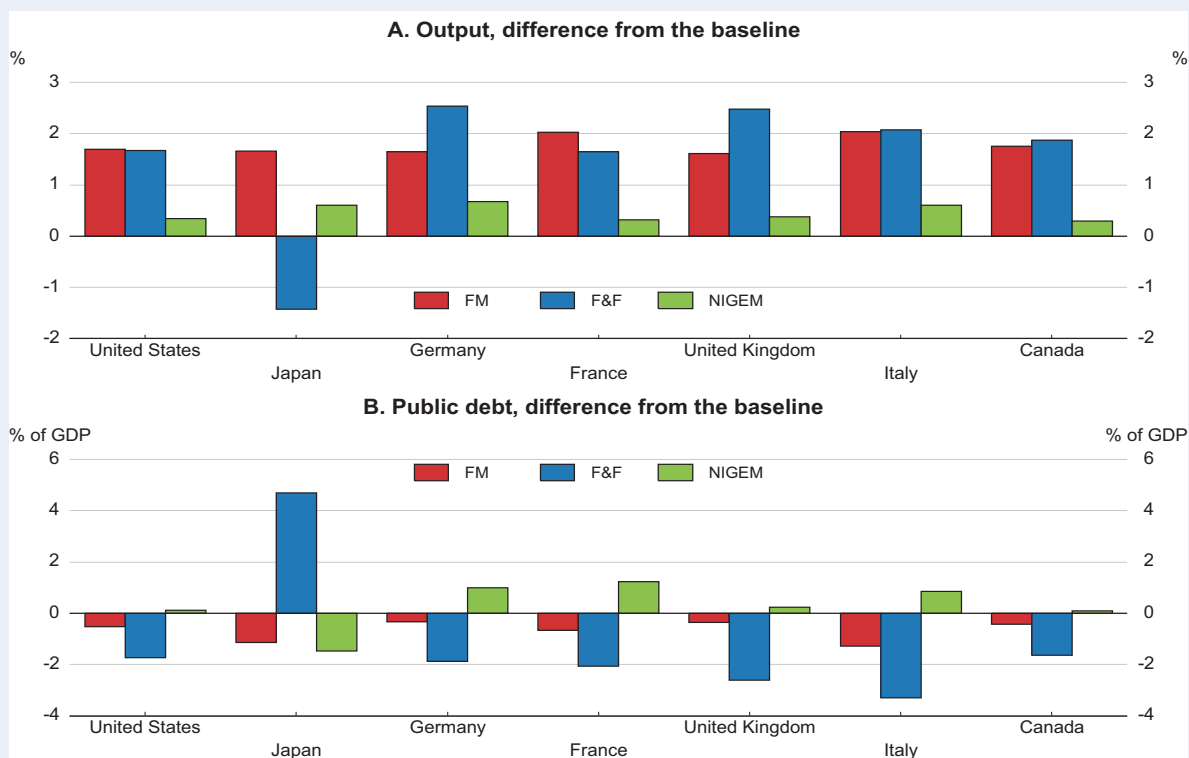 A. Output, difference from the baseline
% %
3 3
2 2
1 1
0 0
-1 FM F&F NIGEM -1
-2 -2
United States Germany United Kingdom Canada
Japan France Italy
B. Public debt, difference from the baseline
% of GDP % of GDP
6 6
FM F&F NIGEM
4 4
2 2
0 0
-2 -2
-4 -4
United States Germany United Kingdom Canada
Japan France Italy